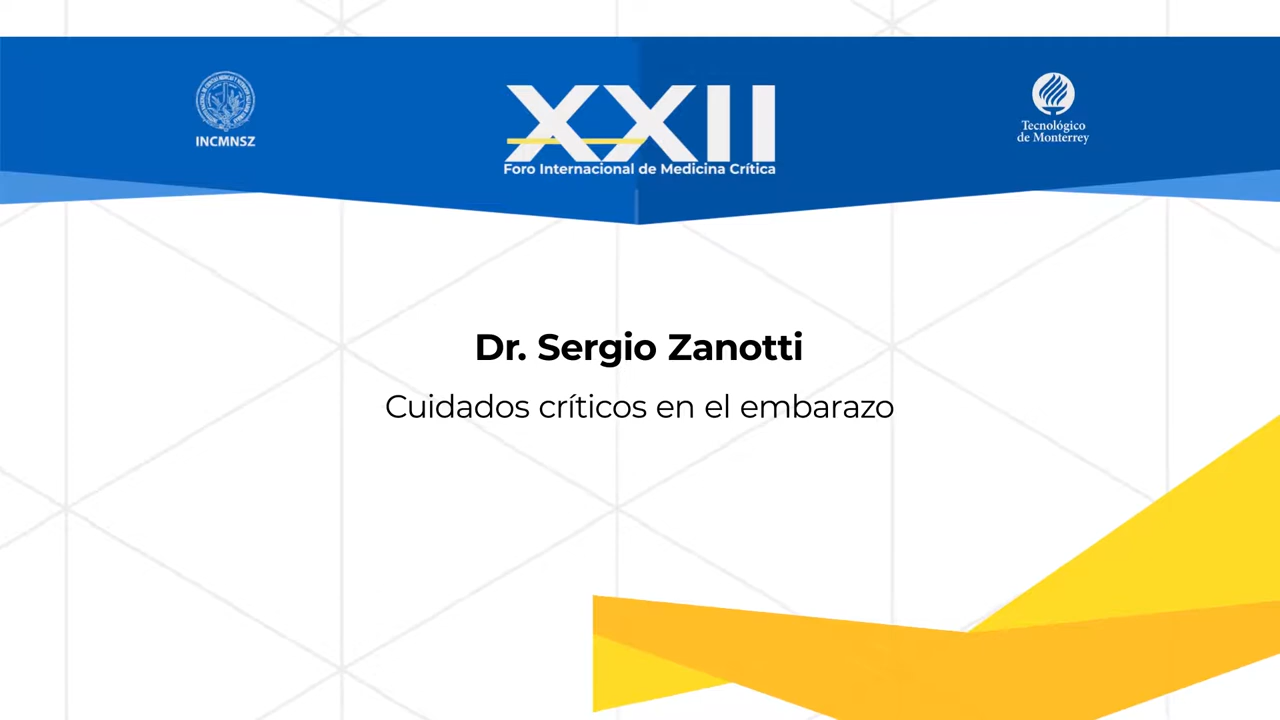 INCMNSZ
XXII
Foro Internacional de Medicina Crítica
Tecnológico
de Monterrey
Dr. Sergio Zanotti
Cuidados críticos en el embarazo